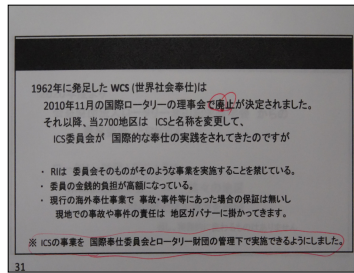 1962年に発足した WCS (世界社会奉仕)は
2010年11月の国際ロータリーの理事会で廃止が決定されました。
それ以降、当2700地区は ICSと名称を変更して、
ICS委員会が 国際的な奉仕の実践をされてきたのですが
・ RIは 委員会そのものがそのような事業を実施することを禁じている。
・ 委員の金銭的負担が高額になっている。
・ 現行の海外奉仕事業で 事故・事件等にあった場合の保証は無いし
現地での事故や事件の責任は 地区ガバナーに掛かってきます。
※ ICSの事業を 国際奉仕委員会とロータリー財団の管理下で実施できるようにしました。
31